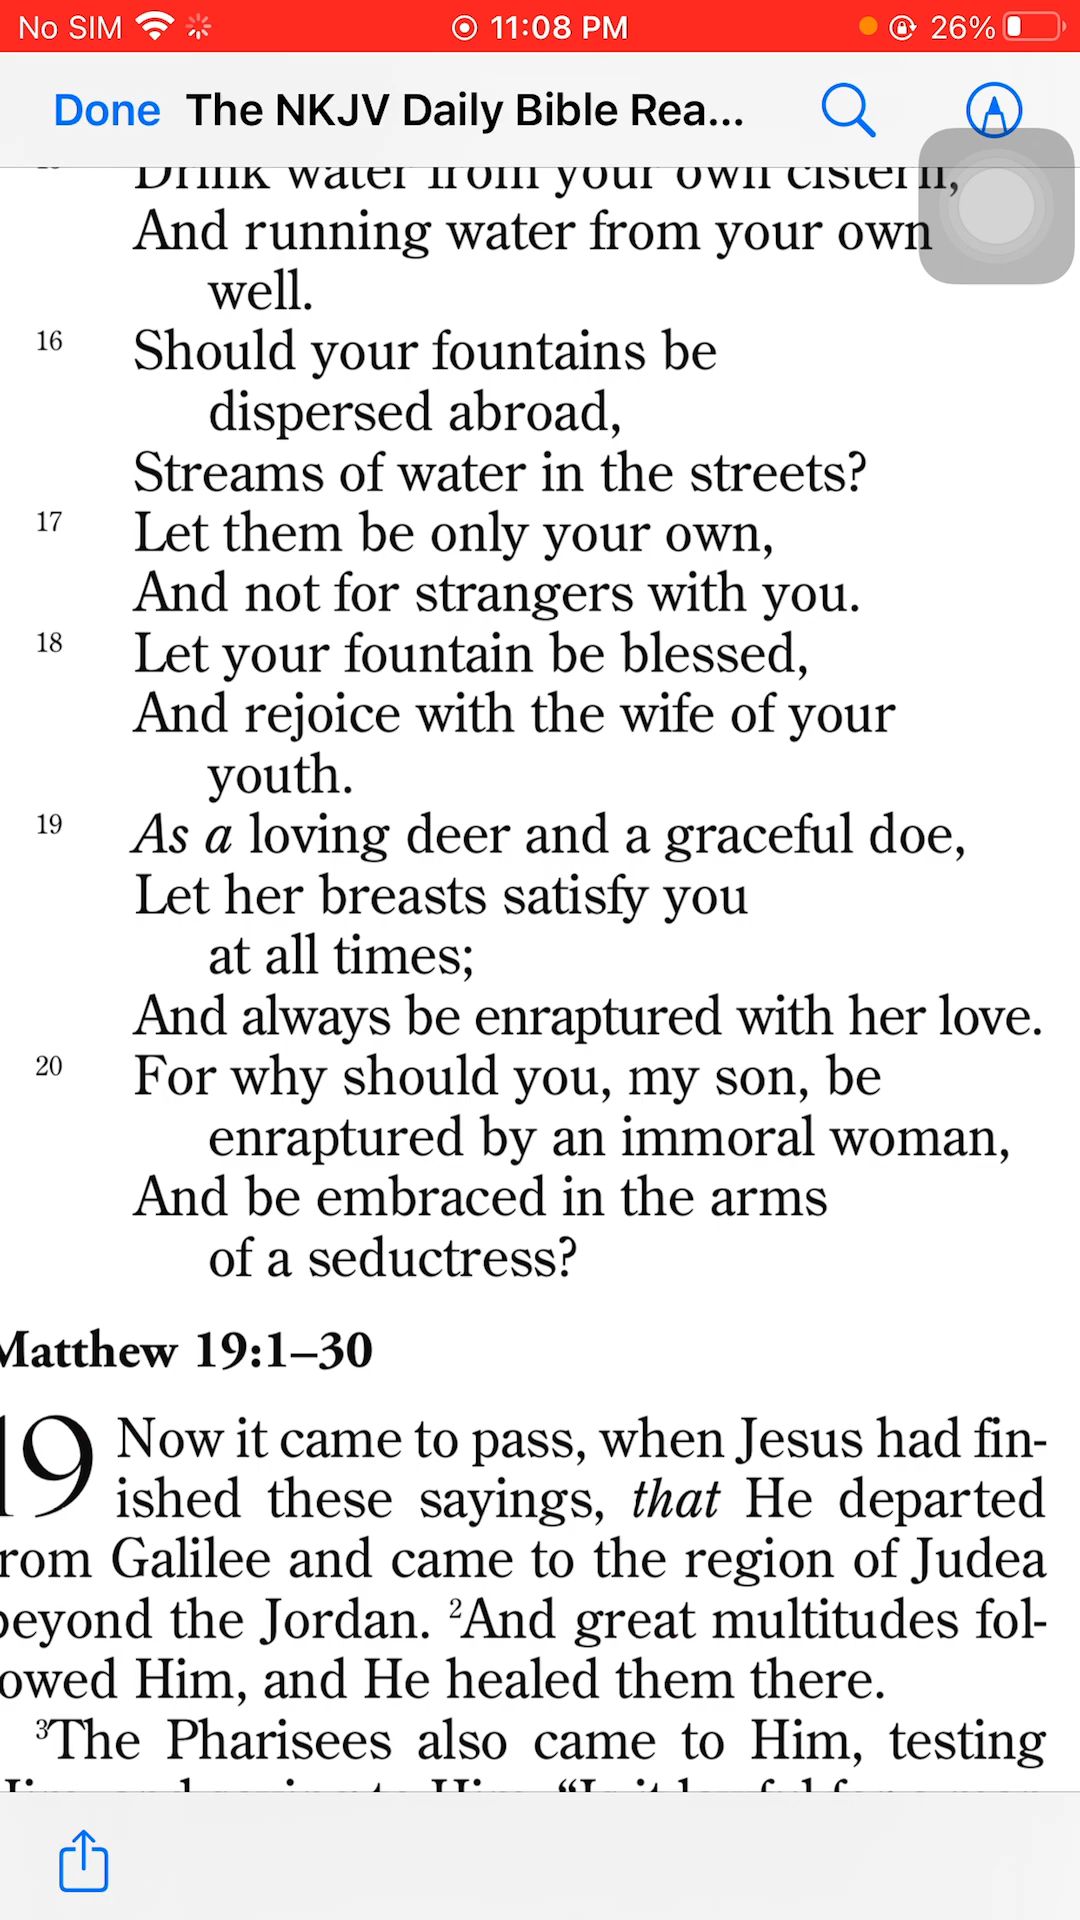 No SIM 11:08 PM 26%
Done The NKJV Daily Bible Rea...
Drink water from your own cistern,
And running water from your own
well.
16 Should your fountains be
dispersed abroad,
Streams of water in the streets?
17 Let them be only your own,
And not for strangers with you.
18 Let your fountain be blessed,
And rejoice with the wife of your
youth.
19 As a loving deer and a graceful doe,
Let her breasts satisfy you
at all times;
And always be enraptured with her love.
20 For why should you, my son, be
enraptured by an immoral woman,
And be embraced in the arms
of a seductress?
Matthew 19:1–30
19 Now it came to pass, when Jesus had fin-
ished these sayings, that He departed
rom Galilee and came to the region of Judea
beyond the Jordan. 2And great multitudes fol-
owed Him, and He healed them there.
3The Pharisees also came to Him, testing